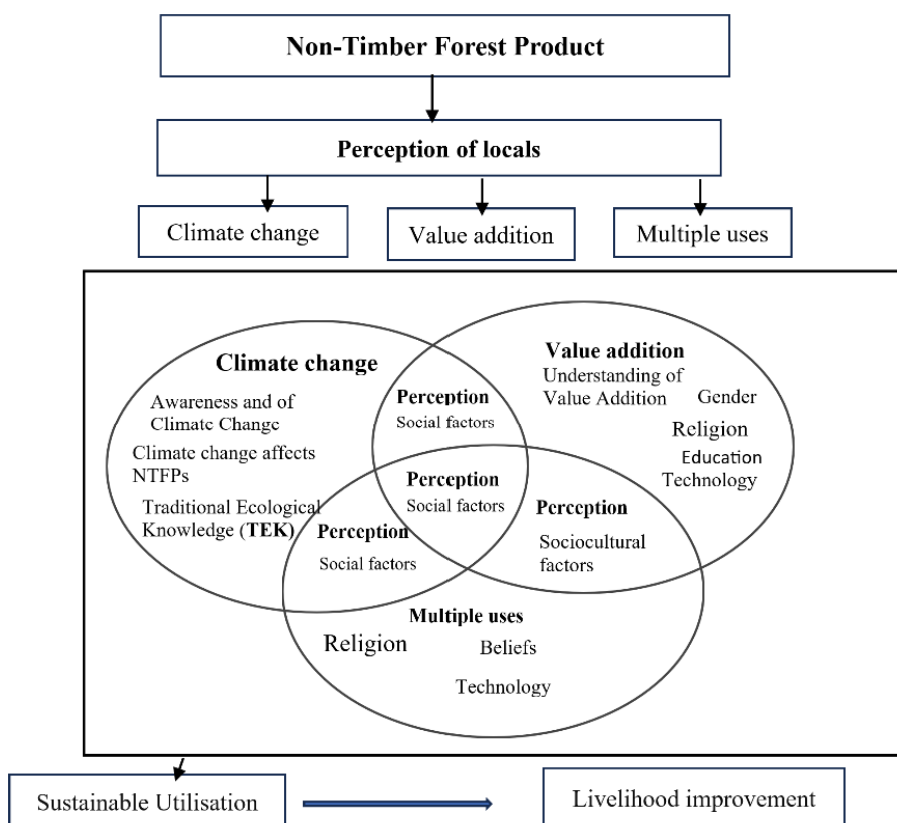 Non-Timber Forest Product
Perception of locals
Climate change
Value addition
Multiple uses
Climate change
Awareness and of
Climate Change
Climate change affects
NTFPs
Traditional Ecological
Knowledge (TEK)
Perception
Social factors
Value addition
Understanding of
Value Addition
Gender
Religion
Education
Technology
Perception
Social factors
Perception
Social factors
Perception
Sociocultural
factors
Multiple uses
Religion
Beliefs
Technology
Sustainable Utilisation
Livelihood improvement